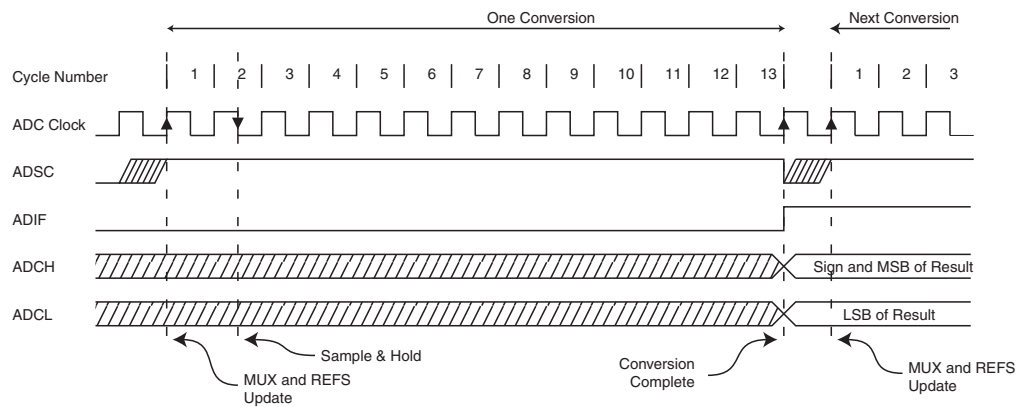 One Conversion
Next Conversion
Cycle Number 1 2 3 4 5 6 7 8 9 10 11 12 13 1 2 3
ADC Clock
ADSC
ADIF
ADCH
Sign and MSB of Result
ADCL
LSB of Result
Sample & Hold
MUX and REFS
Update
Conversion
Complete
MUX and REFS
Update